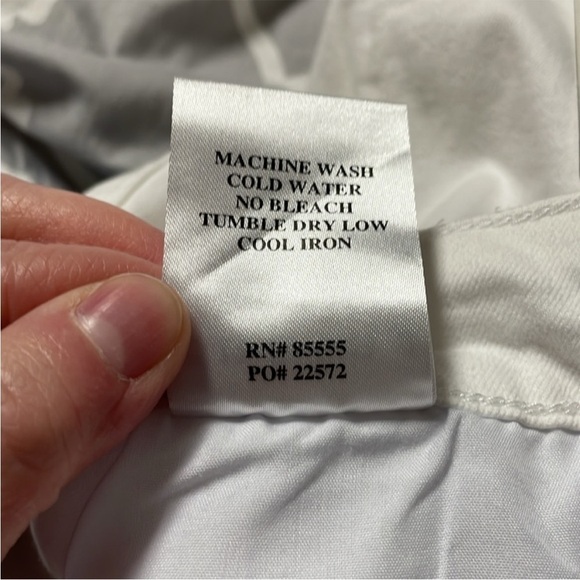 MACHINE WASH
COLD WATER
NO BLEACH
TUMBLE DRY LOW
COOL IRON
RN# 85555
PO# 22572